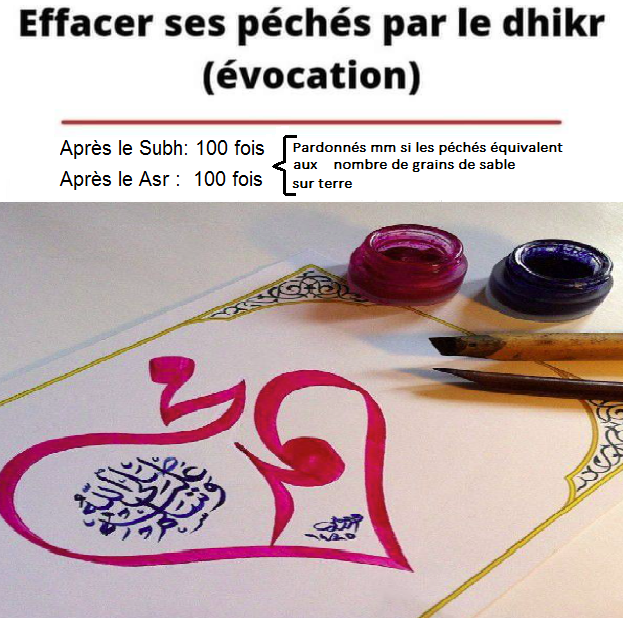 Effacer ses péchés par le dhikr
(évocation)
Après le Subh: 100 fois
Après le Asr : 100 fois
Pardonnés mm si les péchés équivalent
aux nombre de grains de sable
sur terre